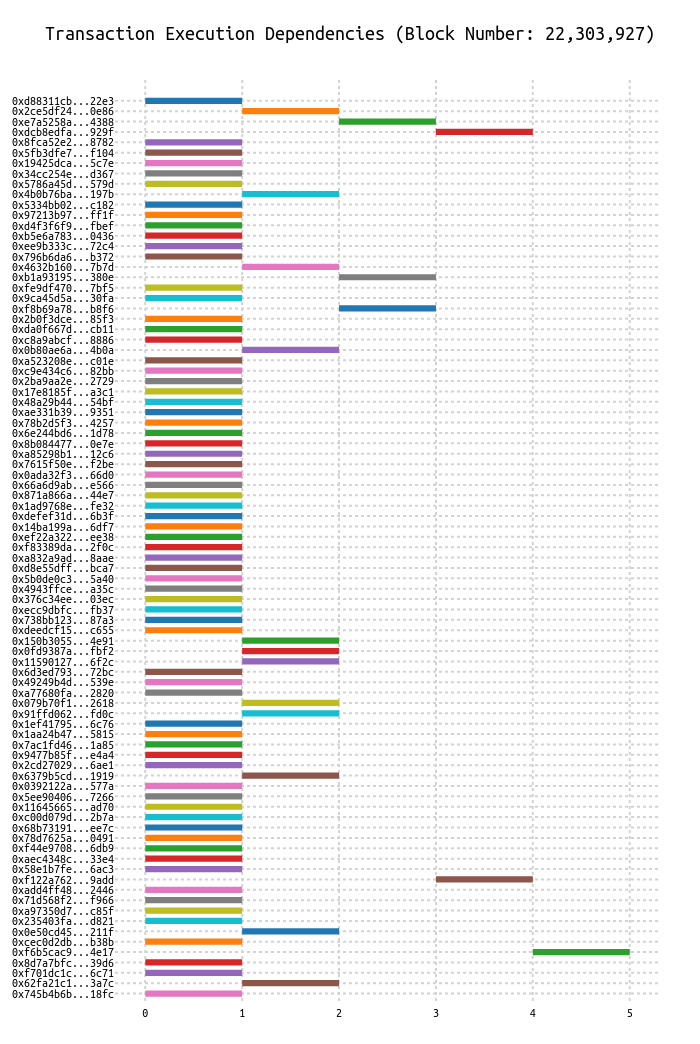 Transaction Execution Dependencies (Block Number: 22,303,927)
0xd88311cb...22e3
0x2ce5df24...0e86
0xe7a5258a...4388
0xdcb8edfa...929f
0x8fca52e2...8782
0x5fb3dfe7...f104
0x19425dca...5c7e
0x34cc254e...d367
0x5786a45d...579d
0x4b0b76ba...197b
0x5334bb02...c182
0x97213b97...ff1f
0xd4f3f6f9...fbef
0xb5e6a783...0436
0xee9b333c...72c4
0x796b6da6...b372
0x4632b160...7b7d
0xb1a93195...380e
0xfe9df470...7bf5
0x9ca45d5a...30fa
0xf8b69a78...b8f6
0x2b0f3dce...85f3
0xda0f667d...cb11
0xc8a9abcf...8886
0x0b80ae6a...4b0a
0xa523208e...c01e
0xc9e434c6...82bb
0x2ba9aa2e...2729
0x17e8185f...a3c1
0x48a29b44...54bf
0xae331b39...9351
0x78b2d5f3...4257
0x6e244bd6...1d78
0x8b084477...0e7e
0xa85298b1...12c6
0x7615f50e...f2be
0x0ada32f3...66d0
0x66a6d9ab...e566
0x871a866a...44e7
0x1ad9768e...fe32
0xdefef31d...6b3f
0x14ba199a...6df7
0xef22a322...ee38
0xf83389da...2f0c
0xa832a9ad...8aae
0xd8e55dff...bca7
0x5b0de0c3...5a40
0x4943ffce...a35c
0x376c34ee...03ec
0xecc9dbfc...fb37
0x738bb123...87a3
0xdeedcf15...c655
0x150b3055...4e91
0x0fd9387a...fbf2
0x11590127...6f2c
0x6d3ed793...72bc
0x49249b4d...539e
0xa77680fa...2820
0x079b70f1...2618
0x91ffd062...fd0c
0x1ef41795...6c76
0x1aa24b47...5815
0x7ac1fd46...1a85
0x9477b85f...e4a4
0x2cd27029...6ae1
0x6379b5cd...1919
0x0392122a...577a
0x5ee90406...7266
0x11645665...ad70
0xc00d079d...2b7a
0x68b73191...ee7c
0x78d7625a...0491
0xf44e9708...6db9
0xaec4348c...33e4
0x58e1b7fe...6ac3
0xf122a762...9add
0xadd4ff48...2446
0x71d568f2...f966
0xa97350d7...c85f
0x235403fa...d821
0x0e50cd45...211f
0xcec0d2db...b38b
0xf6b5cac9...4e17
0x8d7a7bfc...39d6
0xf701dc1c...6c71
0x62fa21c1...3a7c
0x745b4b6b...18fc
0 1 2 3 4 5